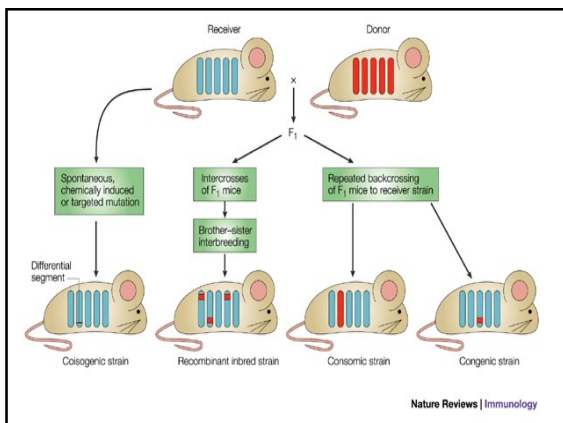 Receiver
Donor
×
F1
Spontaneous,
chemically induced
or targeted mutation
Intercrosses
of F1 mice
Repeated backcrossing
of F1 mice to receiver strain
Brother–sister
interbreeding
Differential
segment
Coisogenic strain
Recombinant inbred strain
Consomic strain
Congenic strain
Nature Reviews | Immunology